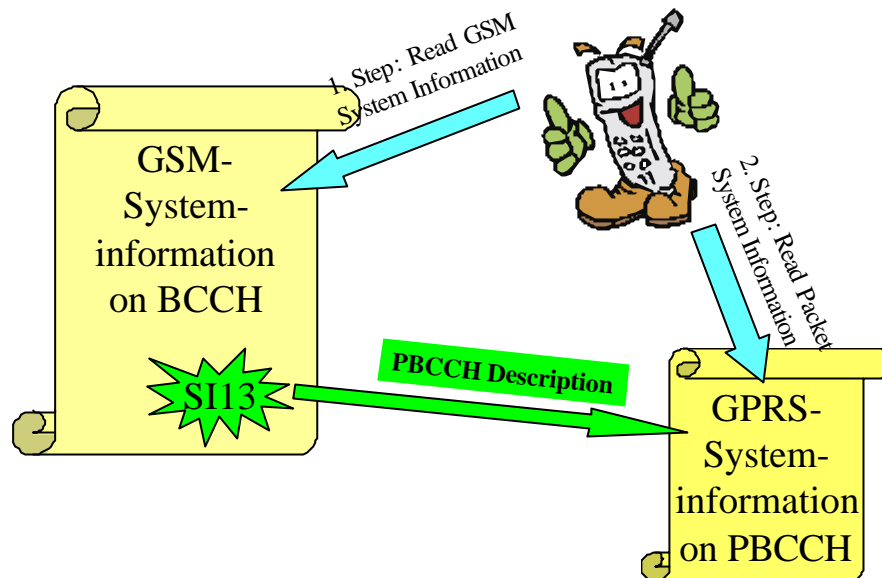 1. Step: Read GSM
System Information
GSM-
System-
information
on BCCH
SI13
2. Step: Read Packet
System Information
PBCCH Description
GPRS-
System-
information
on PBCCH